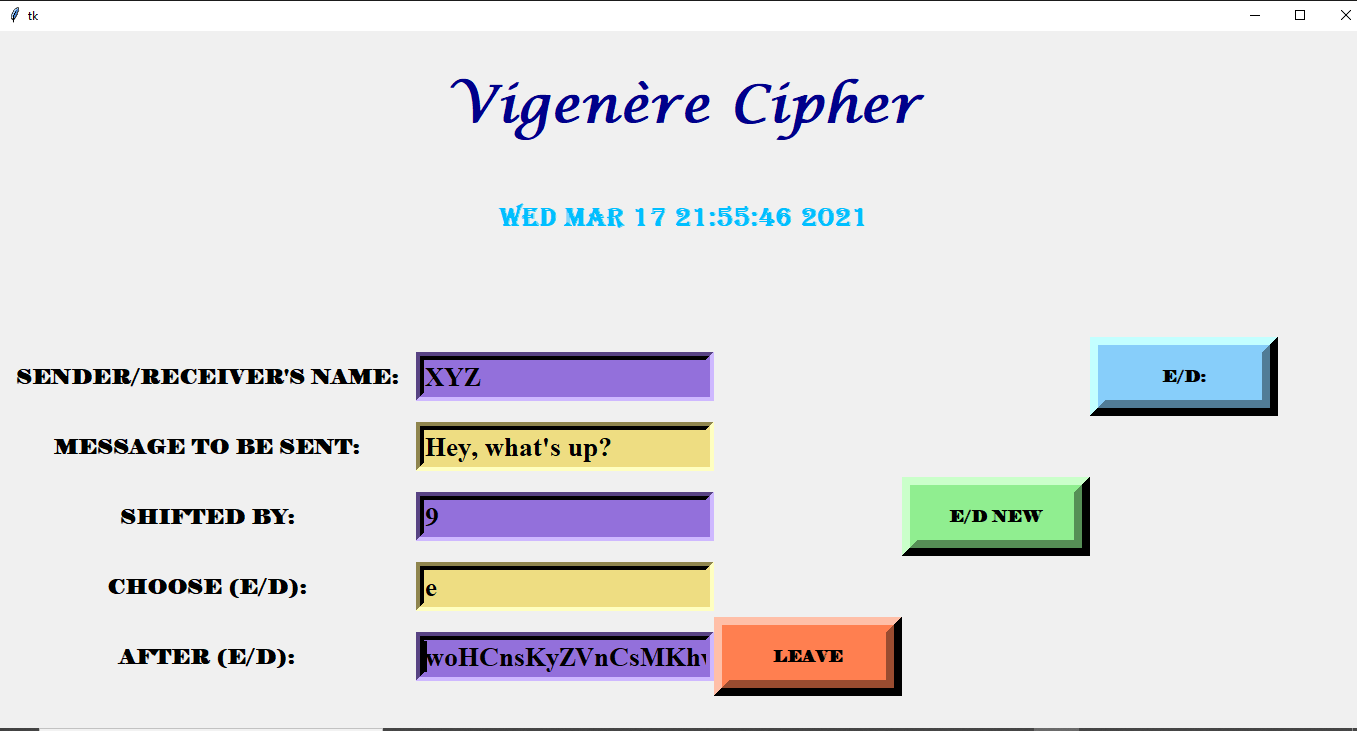 tk
Vigenère Cipher
WED MAR 17 21:55:46 2021
SENDER/RECEIVER'S NAME: XYZ E/D:
MESSAGE TO BE SENT: Hey, what's up?
SHIFTED BY: 9 E/D NEW
CHOOSE (E/D): e
AFTER (E/D): woHCnsKyZVnCsMKhv LEAVE